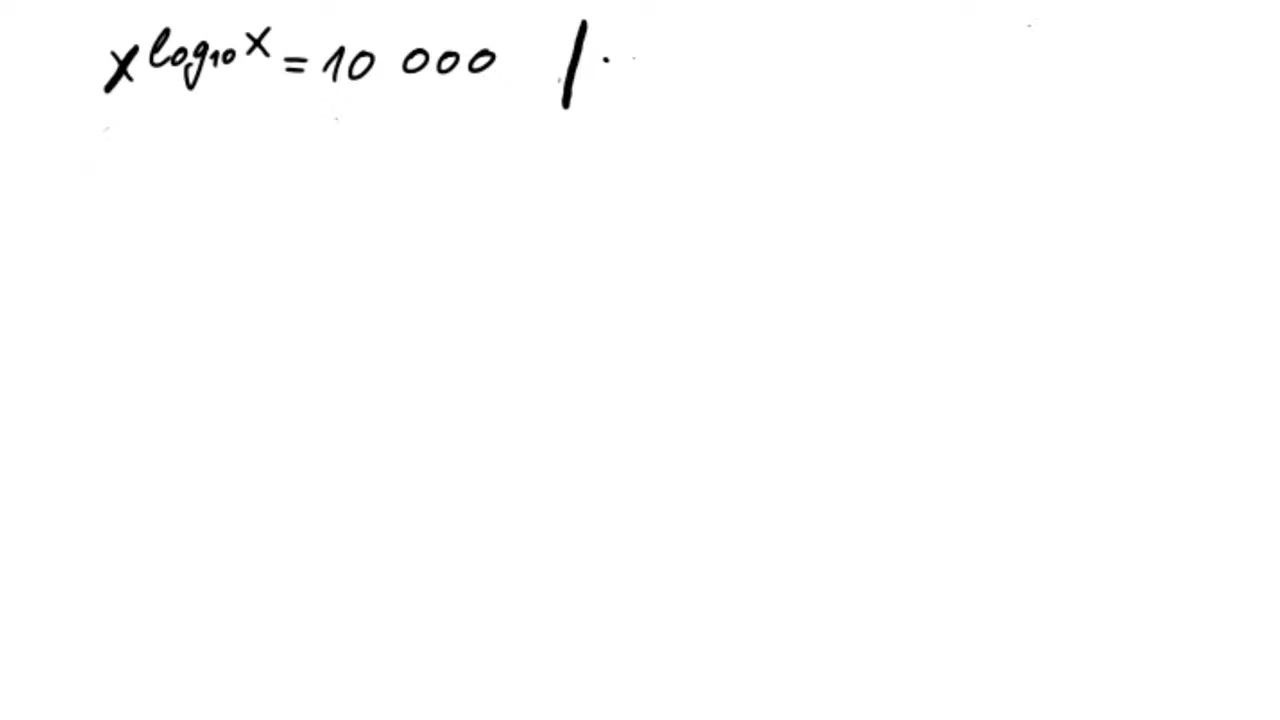 x^{log₁₀ x} = 10 000 | ·